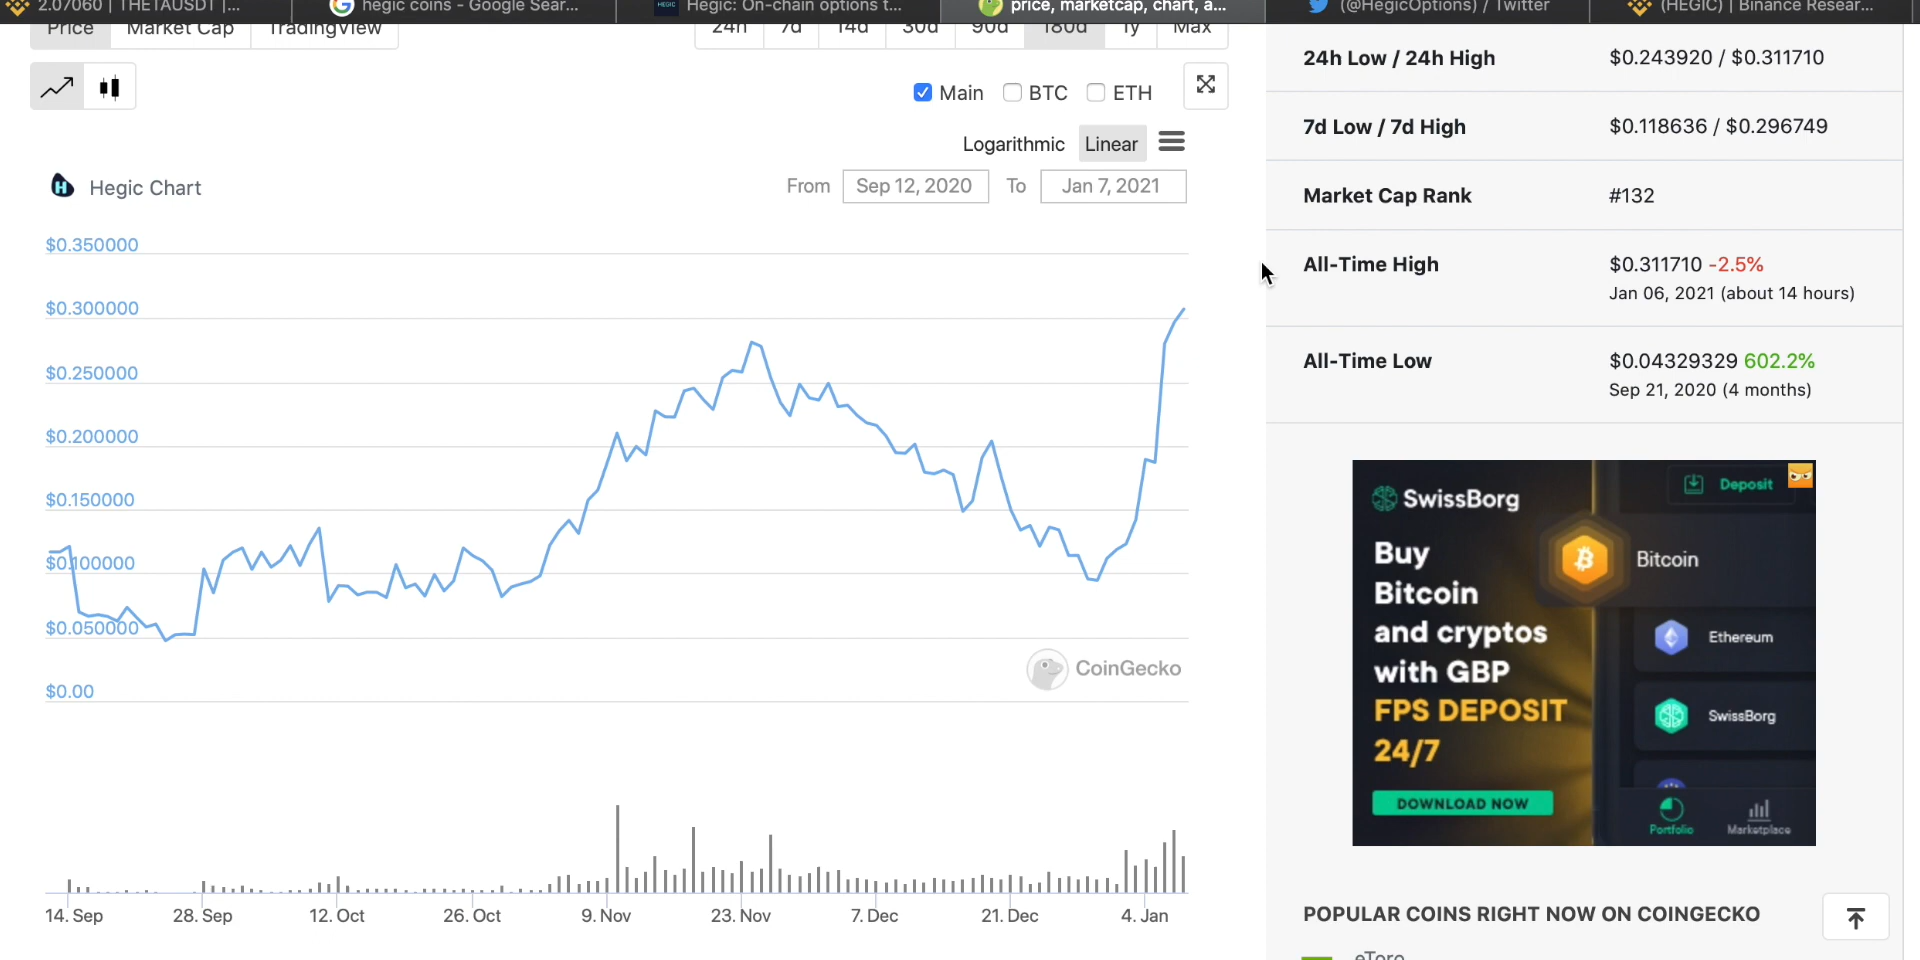 2.07060 | THETAUSDT |...
hegic coins - Google Sear...
HEGIC
Hegic: On-chain options t...
price, marketcap, chart, a...
(@HegicOptions) / Twitter
(HEGIC) | Binance Resear...
Price
Market Cap
TradingView
24h
7d
14d
30d
90d
180d
1y
Max
Main
BTC
ETH
Logarithmic
Linear
H
Hegic Chart
From
Sep 12, 2020
To
Jan 7, 2021
$0.350000
$0.300000
$0.250000
$0.200000
$0.150000
$0.100000
$0.050000
$0.00
CoinGecko
14. Sep
28. Sep
12. Oct
26. Oct
9. Nov
23. Nov
7. Dec
21. Dec
4. Jan
24h Low / 24h High
$0.243920 / $0.311710
7d Low / 7d High
$0.118636 / $0.296749
Market Cap Rank
#132
All-Time High
$0.311710 -2.5%
Jan 06, 2021 (about 14 hours)
All-Time Low
$0.04329329 602.2%
Sep 21, 2020 (4 months)
SwissBorg
Buy
Bitcoin
and cryptos
with GBP
FPS DEPOSIT
24/7
DOWNLOAD NOW
Deposit
Bitcoin
Ethereum
SwissBorg
Portfolio
Marketplace
POPULAR COINS RIGHT NOW ON COINGECKO
eToro